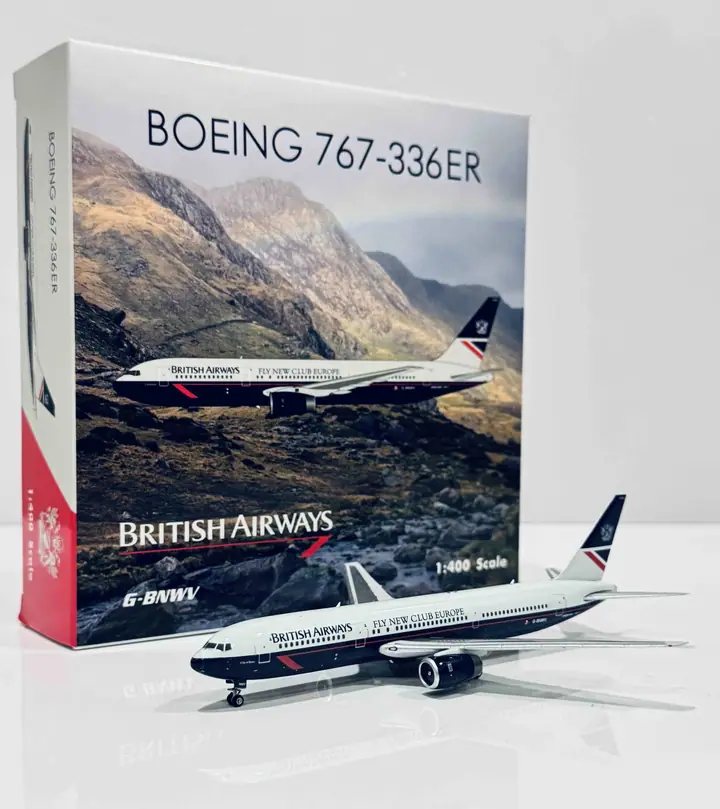 BOEING 767-336ER
BOEING 767-336ER
BRITISH AIRWAYS
FLY NEW CLUB EUROPE
BRITISH AIRWAYS
1:400 Scale
G-BNWV
1:400 Scale
BRITISH AIRWAYS
FLY NEW CLUB EUROPE